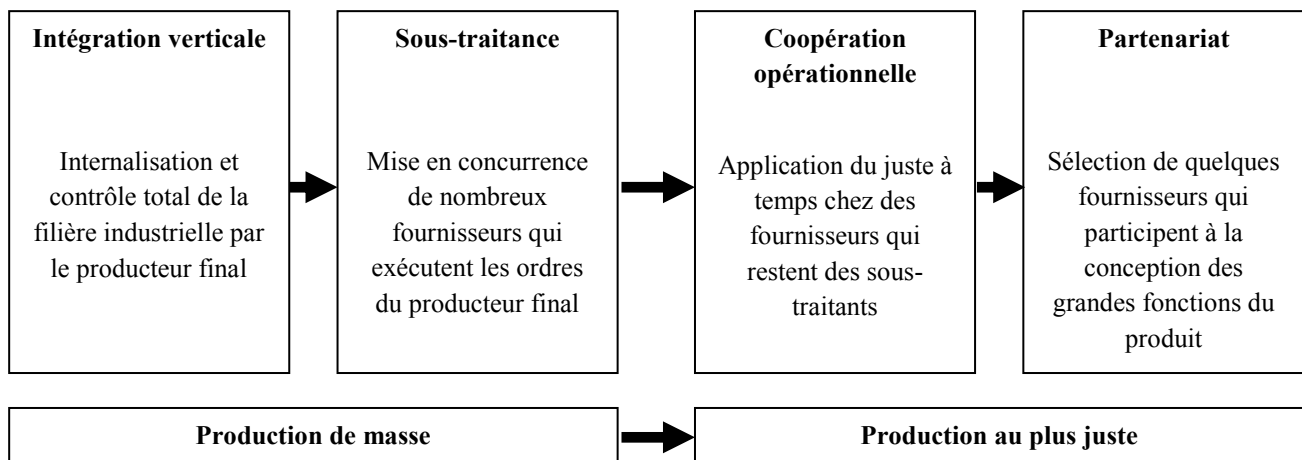 Intégration verticale
Internalisation et
contrôle total de la
filière industrielle par
le producteur final
Sous-traitance
Mise en concurrence
de nombreux
fournisseurs qui
exécutent les ordres
du producteur final
Coopération
opérationnelle
Application du juste à
temps chez des
fournisseurs qui
restent des sous-
traitants
Partenariat
Sélection de quelques
fournisseurs qui
participent à la
conception des
grandes fonctions du
produit
Production de masse
Production au plus juste